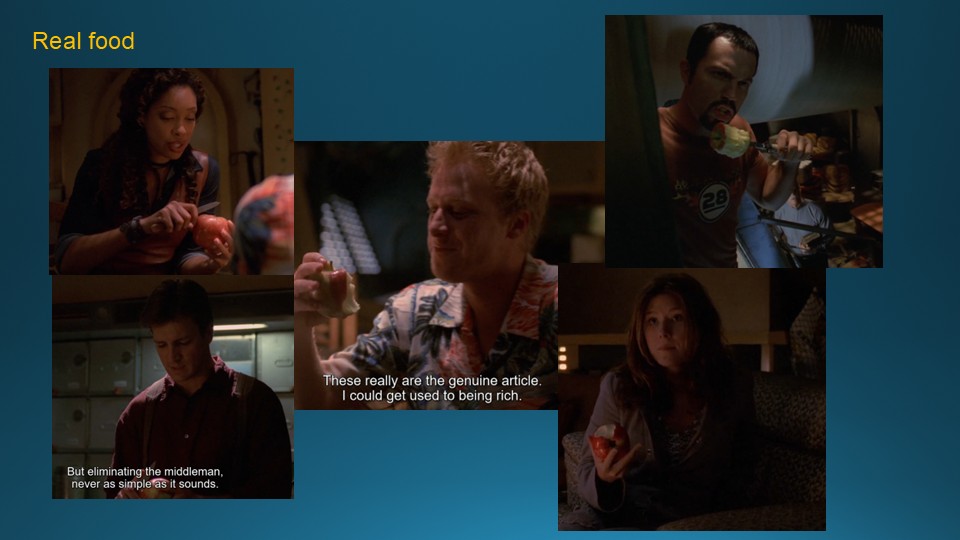 Real food
28
These really are the genuine article.
I could get used to being rich.
But eliminating the middleman,
never as simple as it sounds.